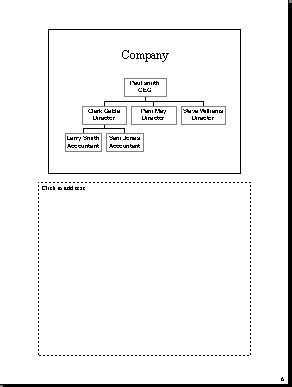 Company
Paul Smith
CEO
Clark Gable
Director
Pam May
Director
Steve Williams
Director
Larry Smith
Accountant
Sam Jones
Accountant
Click to add text